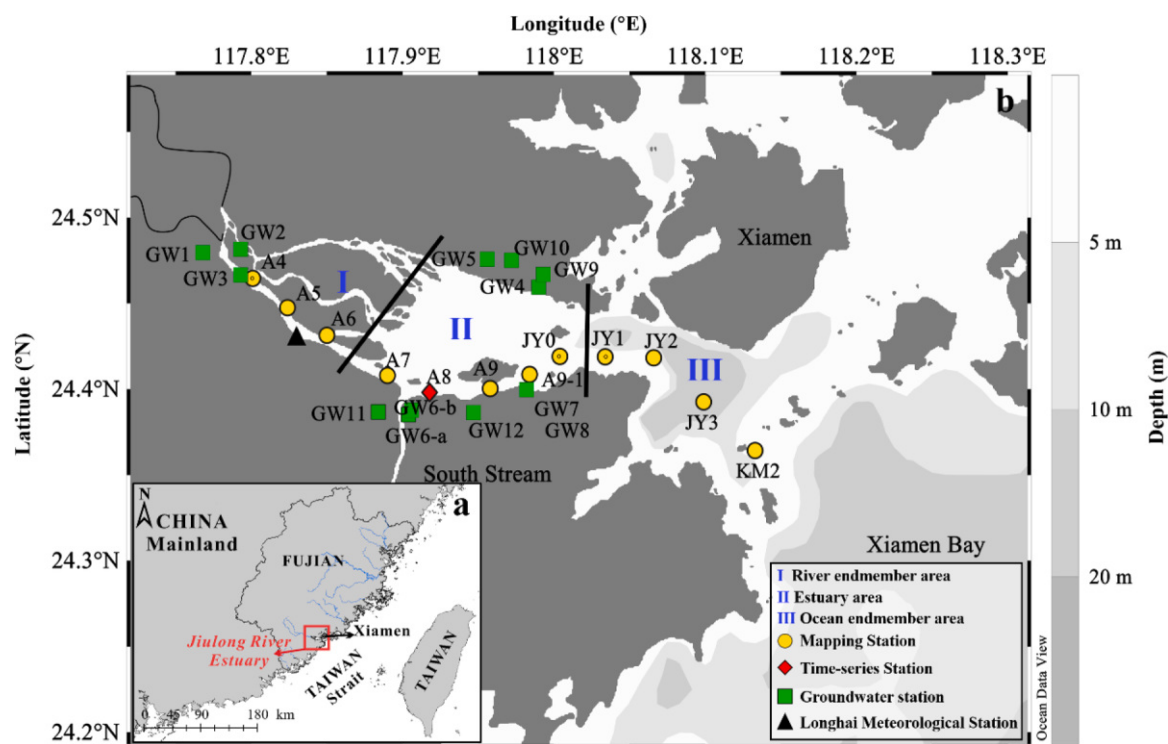 Longitude (°E)
117.8°E 117.9°E 118°E 118.1°E 118.2°E 118.3°E
b
24.5°N
24.4°N
24.3°N
24.2°N
Latitude (°N)
5 m
10 m
20 m
Depth (m)
Ocean Data View
GW2
GW1
A4
GW3
I
A5
A6
GW5
GW10
GW9
GW4
II
Xiamen
JY0
JY1
JY2
III
A7
A8
A9
A9-1
JY3
GW11
GW6-b
GW6-a
GW12
GW7
GW8
KM2
South Stream
Xiamen Bay
a
N
CHINA
Mainland
FUJIAN
Xiamen
Jiulong River
Estuary
TAIWAN
Strait
TAIWAN
0 45 90 180 km
I River endmember area
II Estuary area
III Ocean endmember area
Mapping Station
Time-series Station
Groundwater station
Longhai Meteorological Station